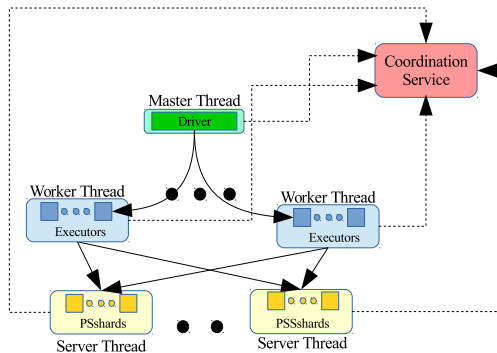 Coordination
Service
Master Thread
Driver
Worker Thread
Executors
Worker Thread
Executors
PSshards
Server Thread
PSSshards
Server Thread